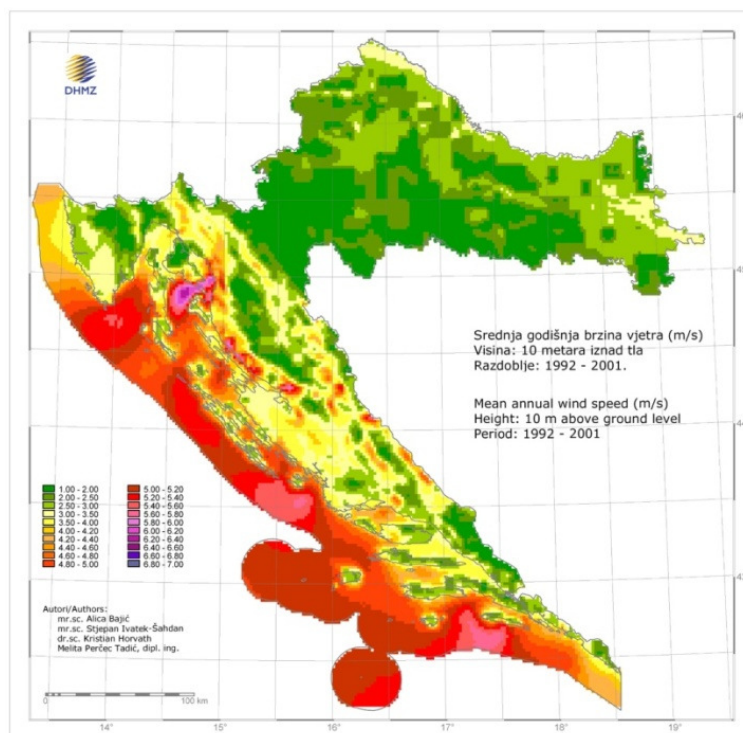 DHMZ
46
45
Srednja godišnja brzina vjetra (m/s)
Visina: 10 metara iznad tla
Razdoblje: 1992 - 2001.
Mean annual wind speed (m/s)
Height: 10 m above ground level
Period: 1992 - 2001
44
43
42
1.00 - 2.00
2.00 - 2.50
2.50 - 3.00
3.00 - 3.50
3.50 - 4.00
4.00 - 4.20
4.20 - 4.40
4.40 - 4.60
4.60 - 4.80
4.80 - 5.00
5.00 - 5.20
5.20 - 5.40
5.40 - 5.60
5.60 - 5.80
5.80 - 6.00
6.00 - 6.20
6.20 - 6.40
6.40 - 6.60
6.60 - 6.80
6.80 - 7.00
Autori/Authors:
mr.sc. Alica Bajić
mr.sc. Stjepan Ivatek-Šahdan
dr.sc. Kristian Horvath
Melita Perčec Tadić, dipl. ing.
0
100 km
14°
15°
16°
17°
18°
19°